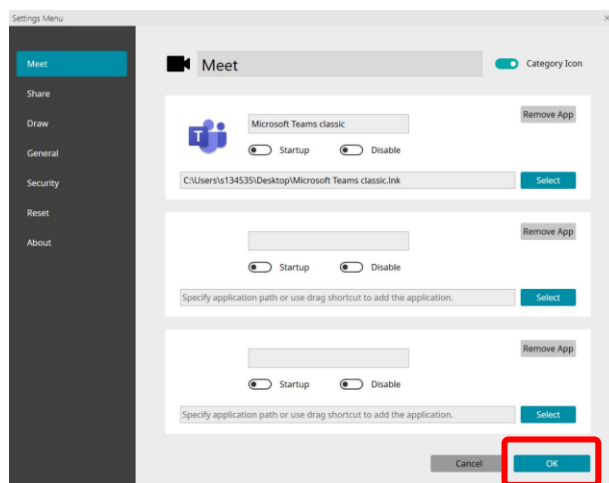 Settings Menu
Meet
Share
Draw
General
Security
Reset
About
Meet
Category Icon
T
Microsoft Teams classic
Remove App
Startup
Disable
C:\Users\s134535\Desktop\Microsoft Teams classic.lnk
Select
Remove App
Startup
Disable
Specify application path or use drag shortcut to add the application.
Select
Remove App
Startup
Disable
Specify application path or use drag shortcut to add the application.
Select
Cancel
OK